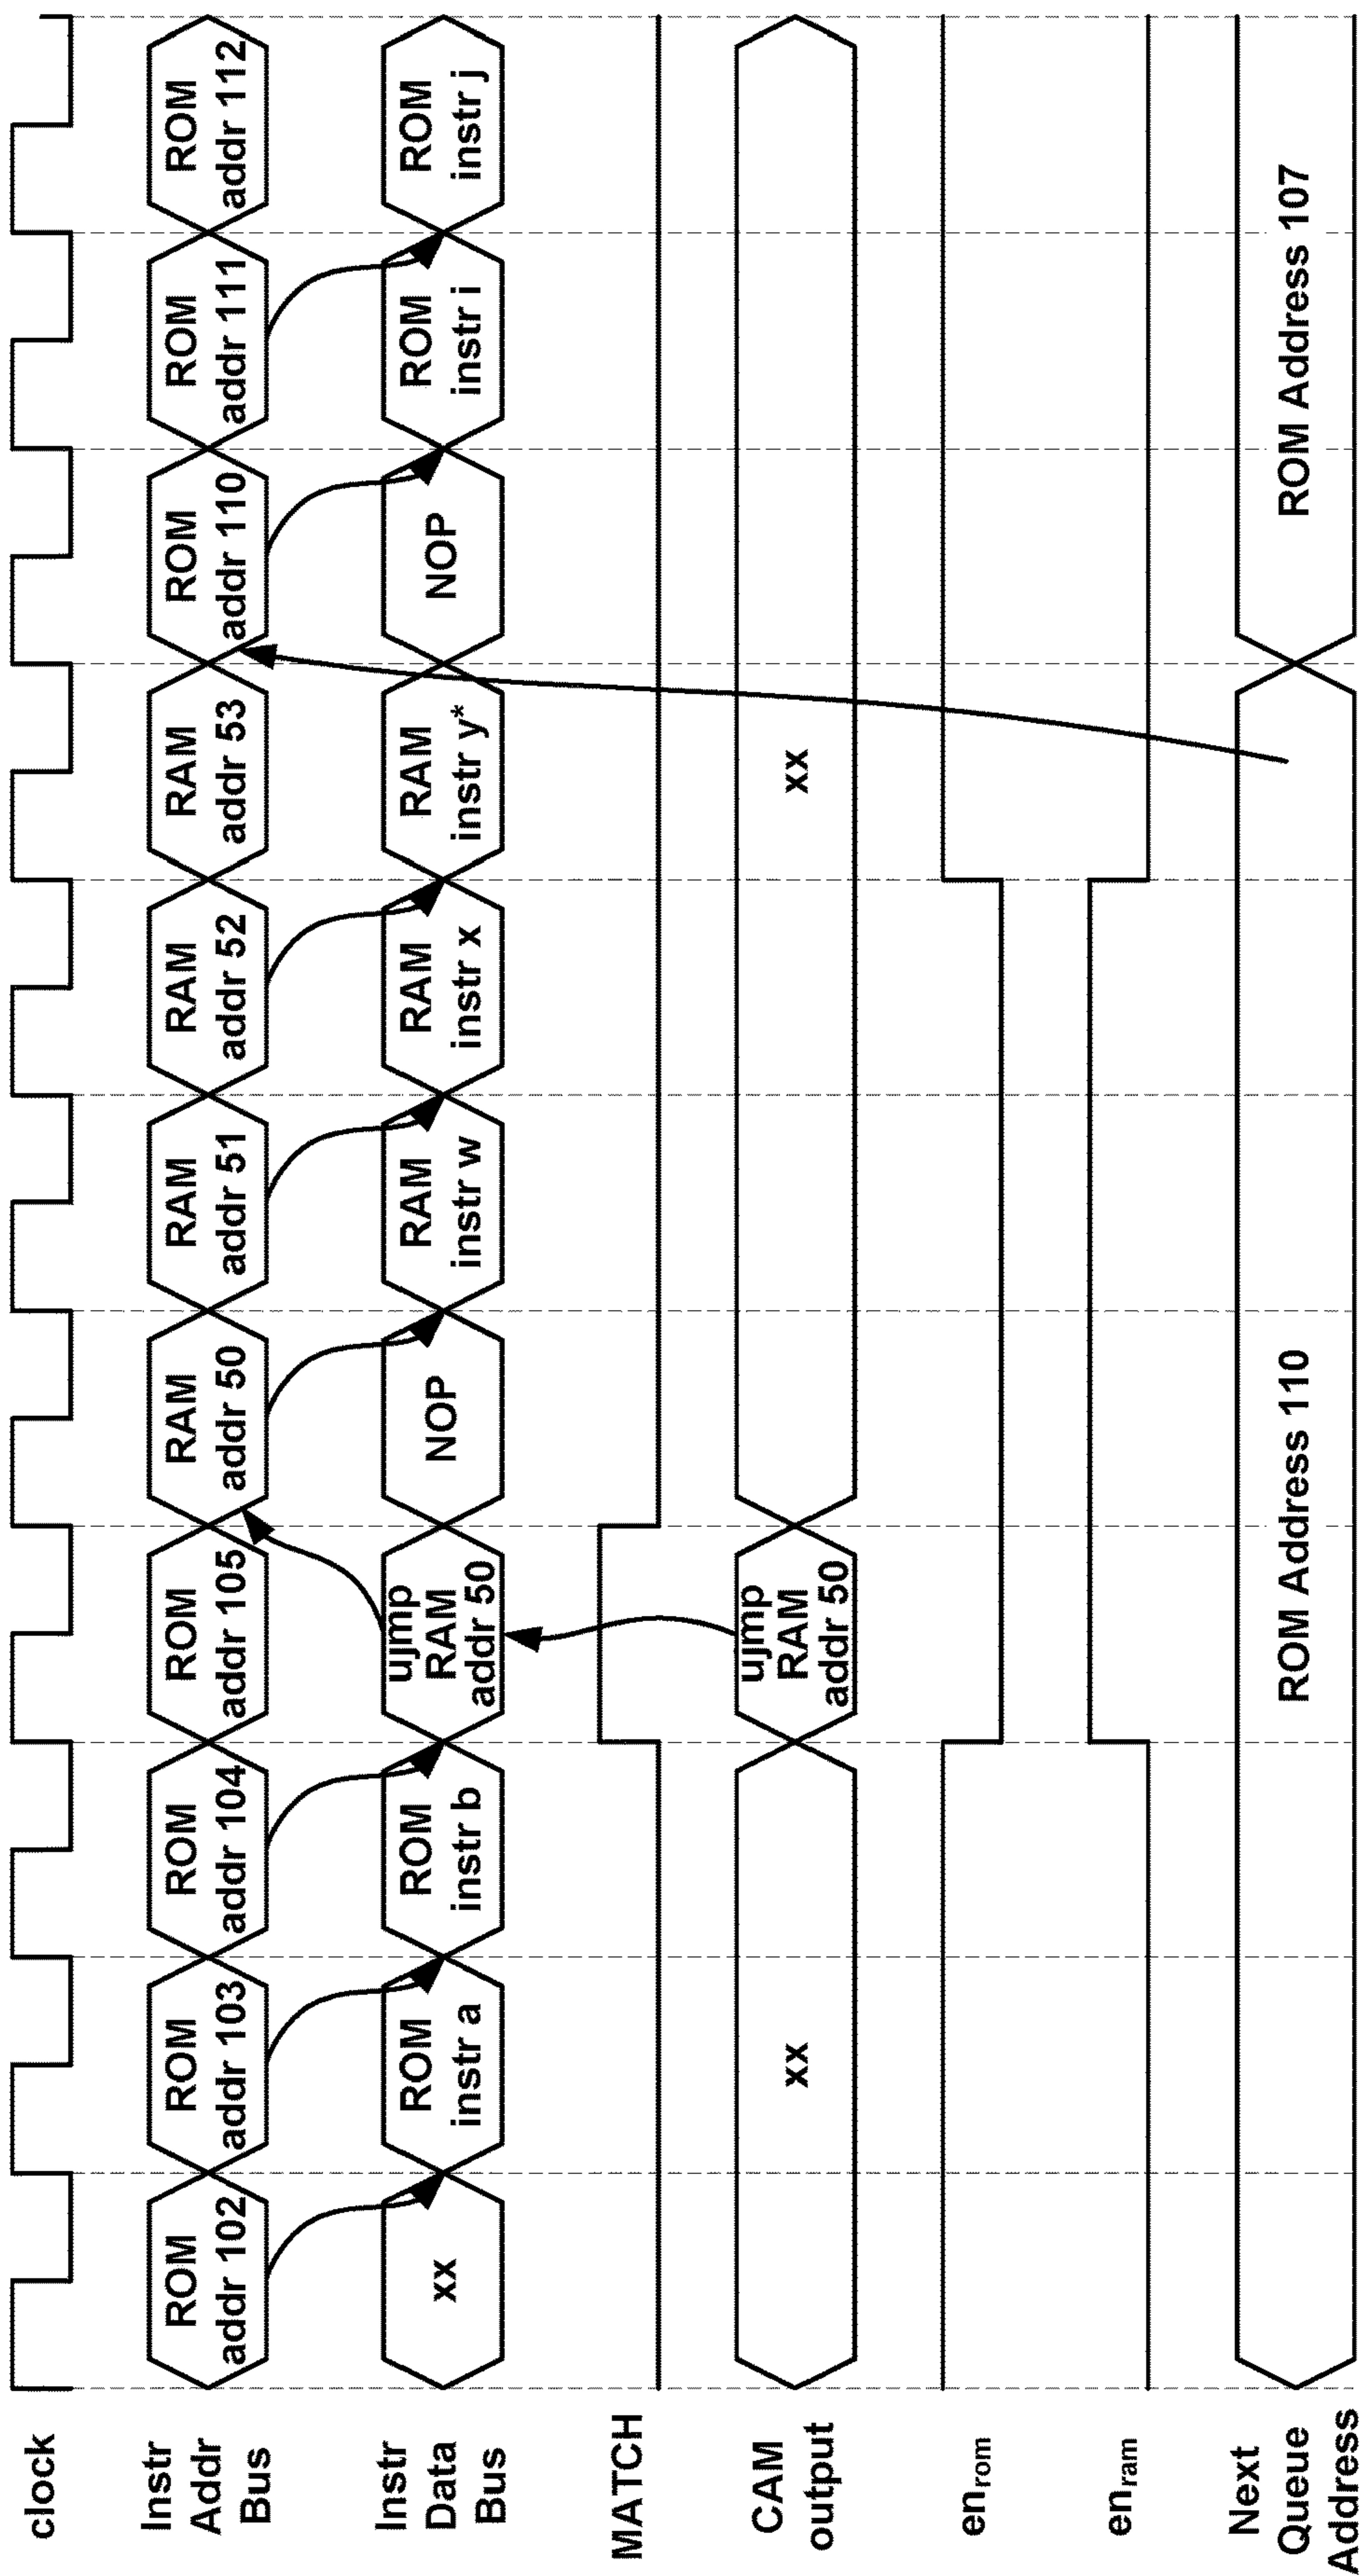 clock
Instr
Addr
Bus
ROM
addr 102
ROM
addr 103
ROM
addr 104
ROM
addr 105
RAM
addr 50
RAM
addr 51
RAM
addr 52
RAM
addr 53
ROM
addr 110
ROM
addr 111
ROM
addr 112
Instr
Data
Bus
xx
ROM
instr a
ROM
instr b
ujmp
RAM
addr 50
NOP
RAM
instr w
RAM
instr x
RAM
instr y*
NOP
ROM
instr i
ROM
instr j
MATCH
CAM
output
xx
ujmp
RAM
addr 50
xx
en rom
en ram
Next
Queue
Address
ROM Address 110
ROM Address 107